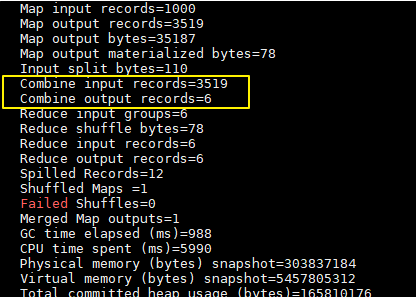 Map input records=1000
Map output records=3519
Map output bytes=35187
Map output materialized bytes=78
Input split bytes=110
Combine input records=3519
Combine output records=6
Reduce input groups=6
Reduce shuffle bytes=78
Reduce input records=6
Reduce output records=6
Spilled Records=12
Shuffled Maps =1
Failed Shuffles=0
Merged Map outputs=1
GC time elapsed (ms)=988
CPU time spent (ms)=5990
Physical memory (bytes) snapshot=303837184
Virtual memory (bytes) snapshot=5457805312
Total committed heap usage (bytes)=165810176